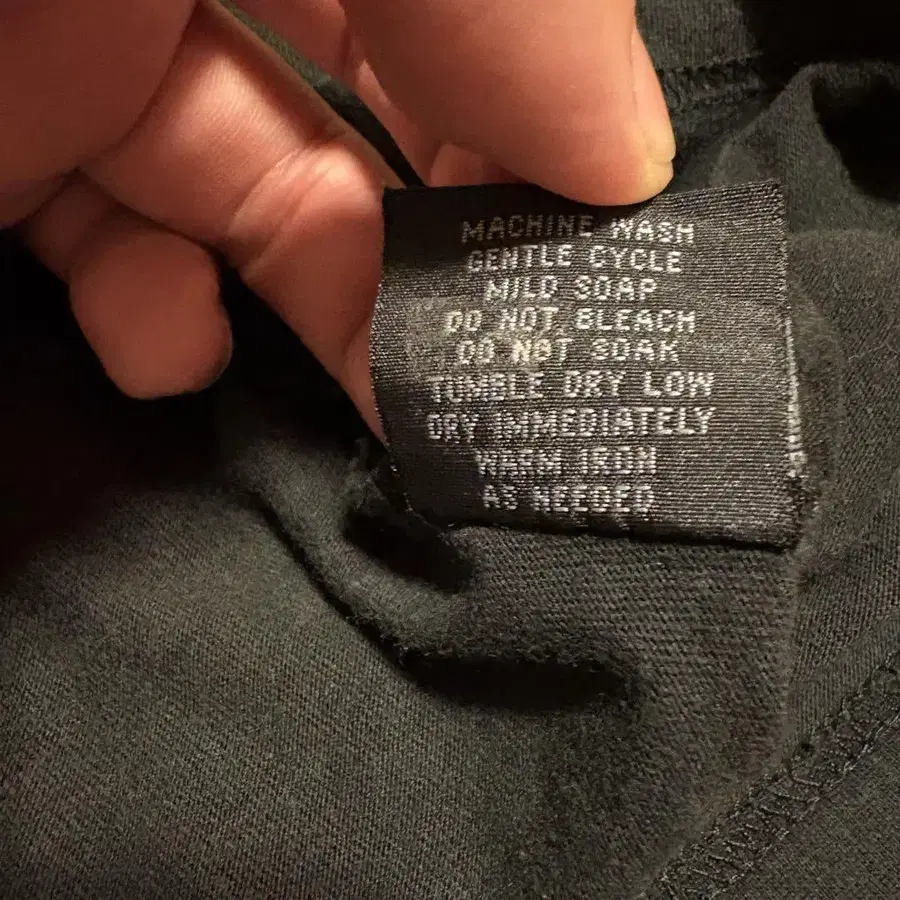 MACHINE WASH
GENTLE CYCLE
MILD SOAP
DO NOT BLEACH
DO NOT SOAK
TUMBLE DRY LOW
DRY IMMEDIATELY
WARM IRON
AS NEEDED